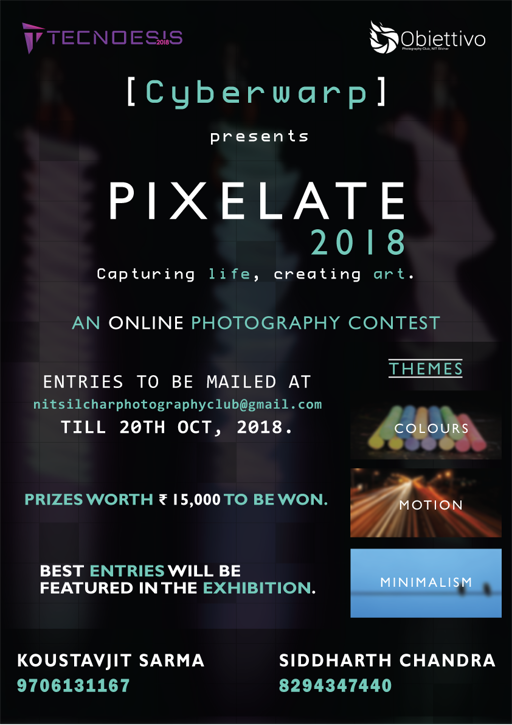 TECNOESIS
2018
Obiettivo
Photography Club, NIT Silchar
[Cyberwarp]
presents
PIXELATE
2018
Capturing life, creating art.
AN ONLINE PHOTOGRAPHY CONTEST
ENTRIES TO BE MAILED AT
nitsilcharphotographyclub@gmail.com
TILL 20TH OCT, 2018.
PRIZES WORTH ₹ 15,000 TO BE WON.
BEST ENTRIES WILL BE
FEATURED IN THE EXHIBITION.
THEMES
COLOURS
MOTION
MINIMALISM
KOUSTAVJIT SARMA
9706131167
SIDDHARTH CHANDRA
8294347440